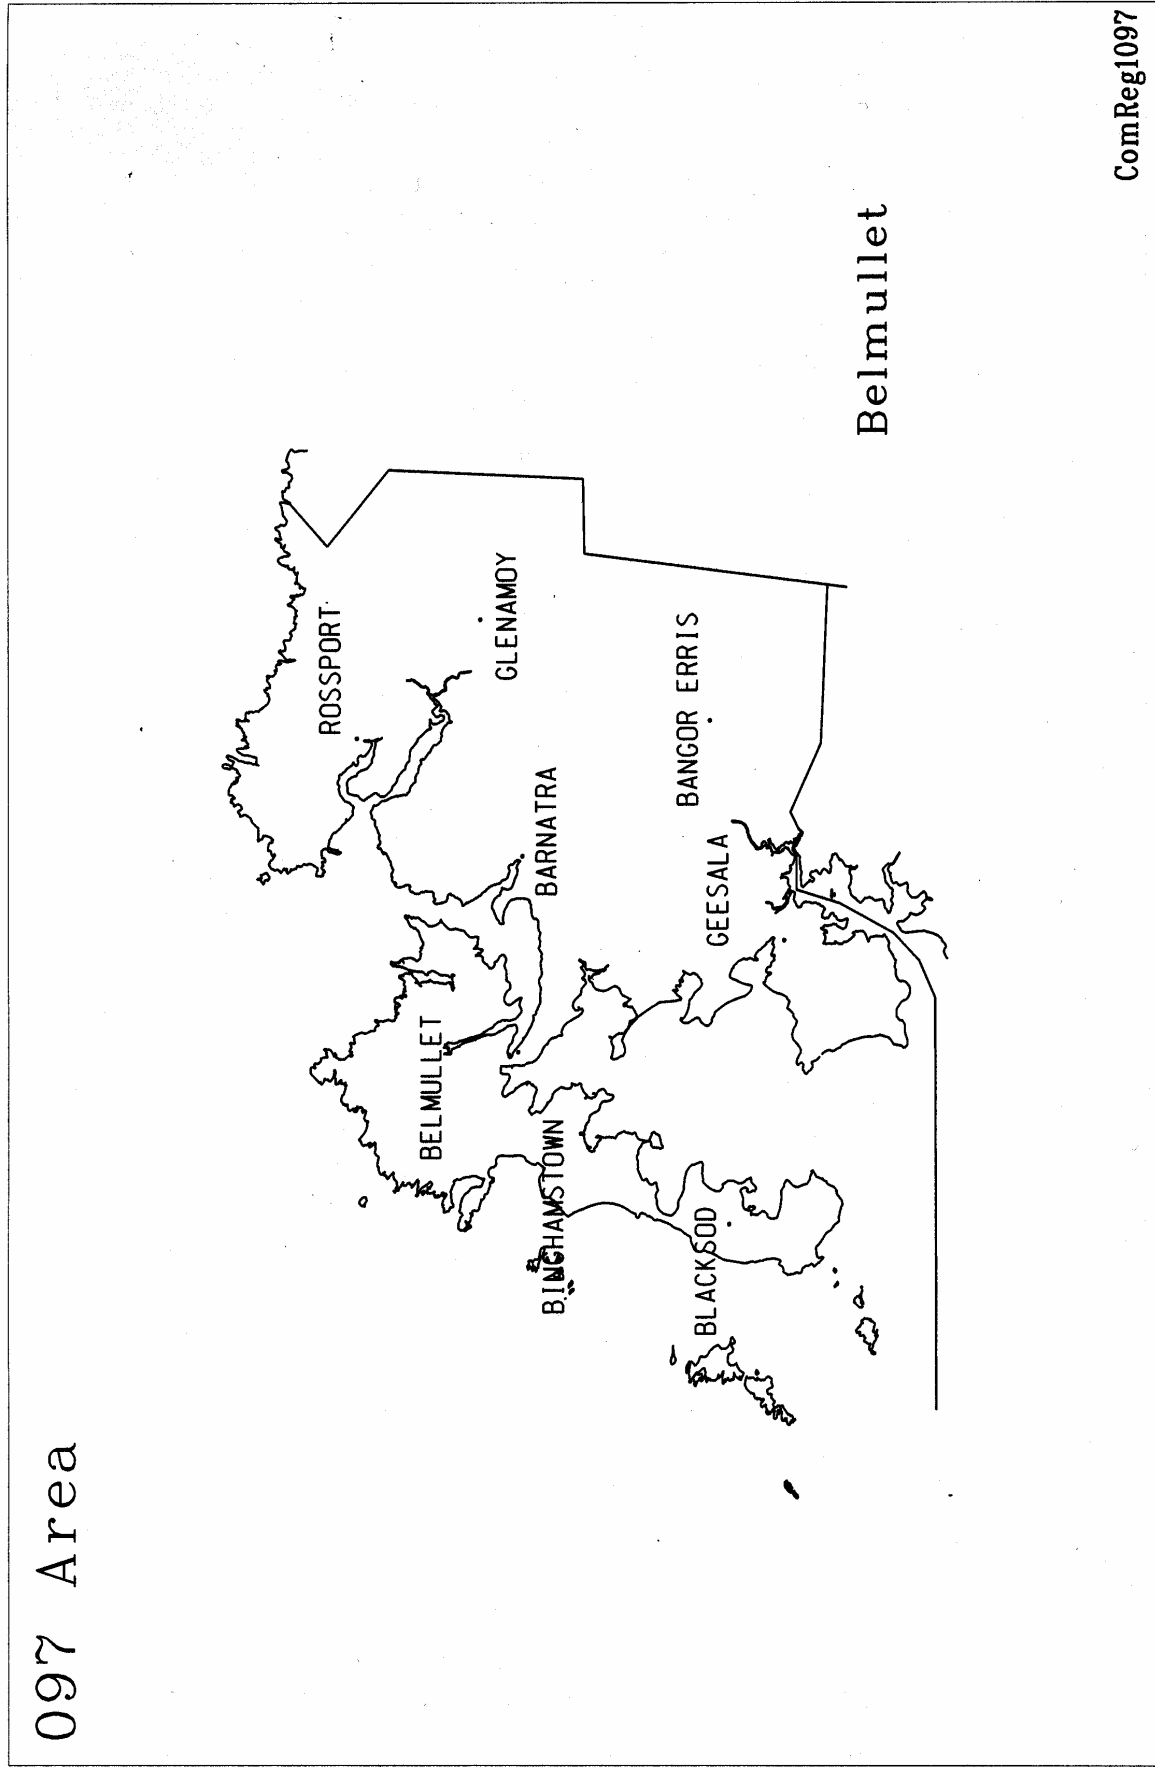 097 Area
ROSSPORT
BELMULLET
GLENAMOY
BARNATRA
BINGHAMSTOWN
BANGOR ERRIS
BLACKSOD
GEESALA
Belmullet
ComReg1097